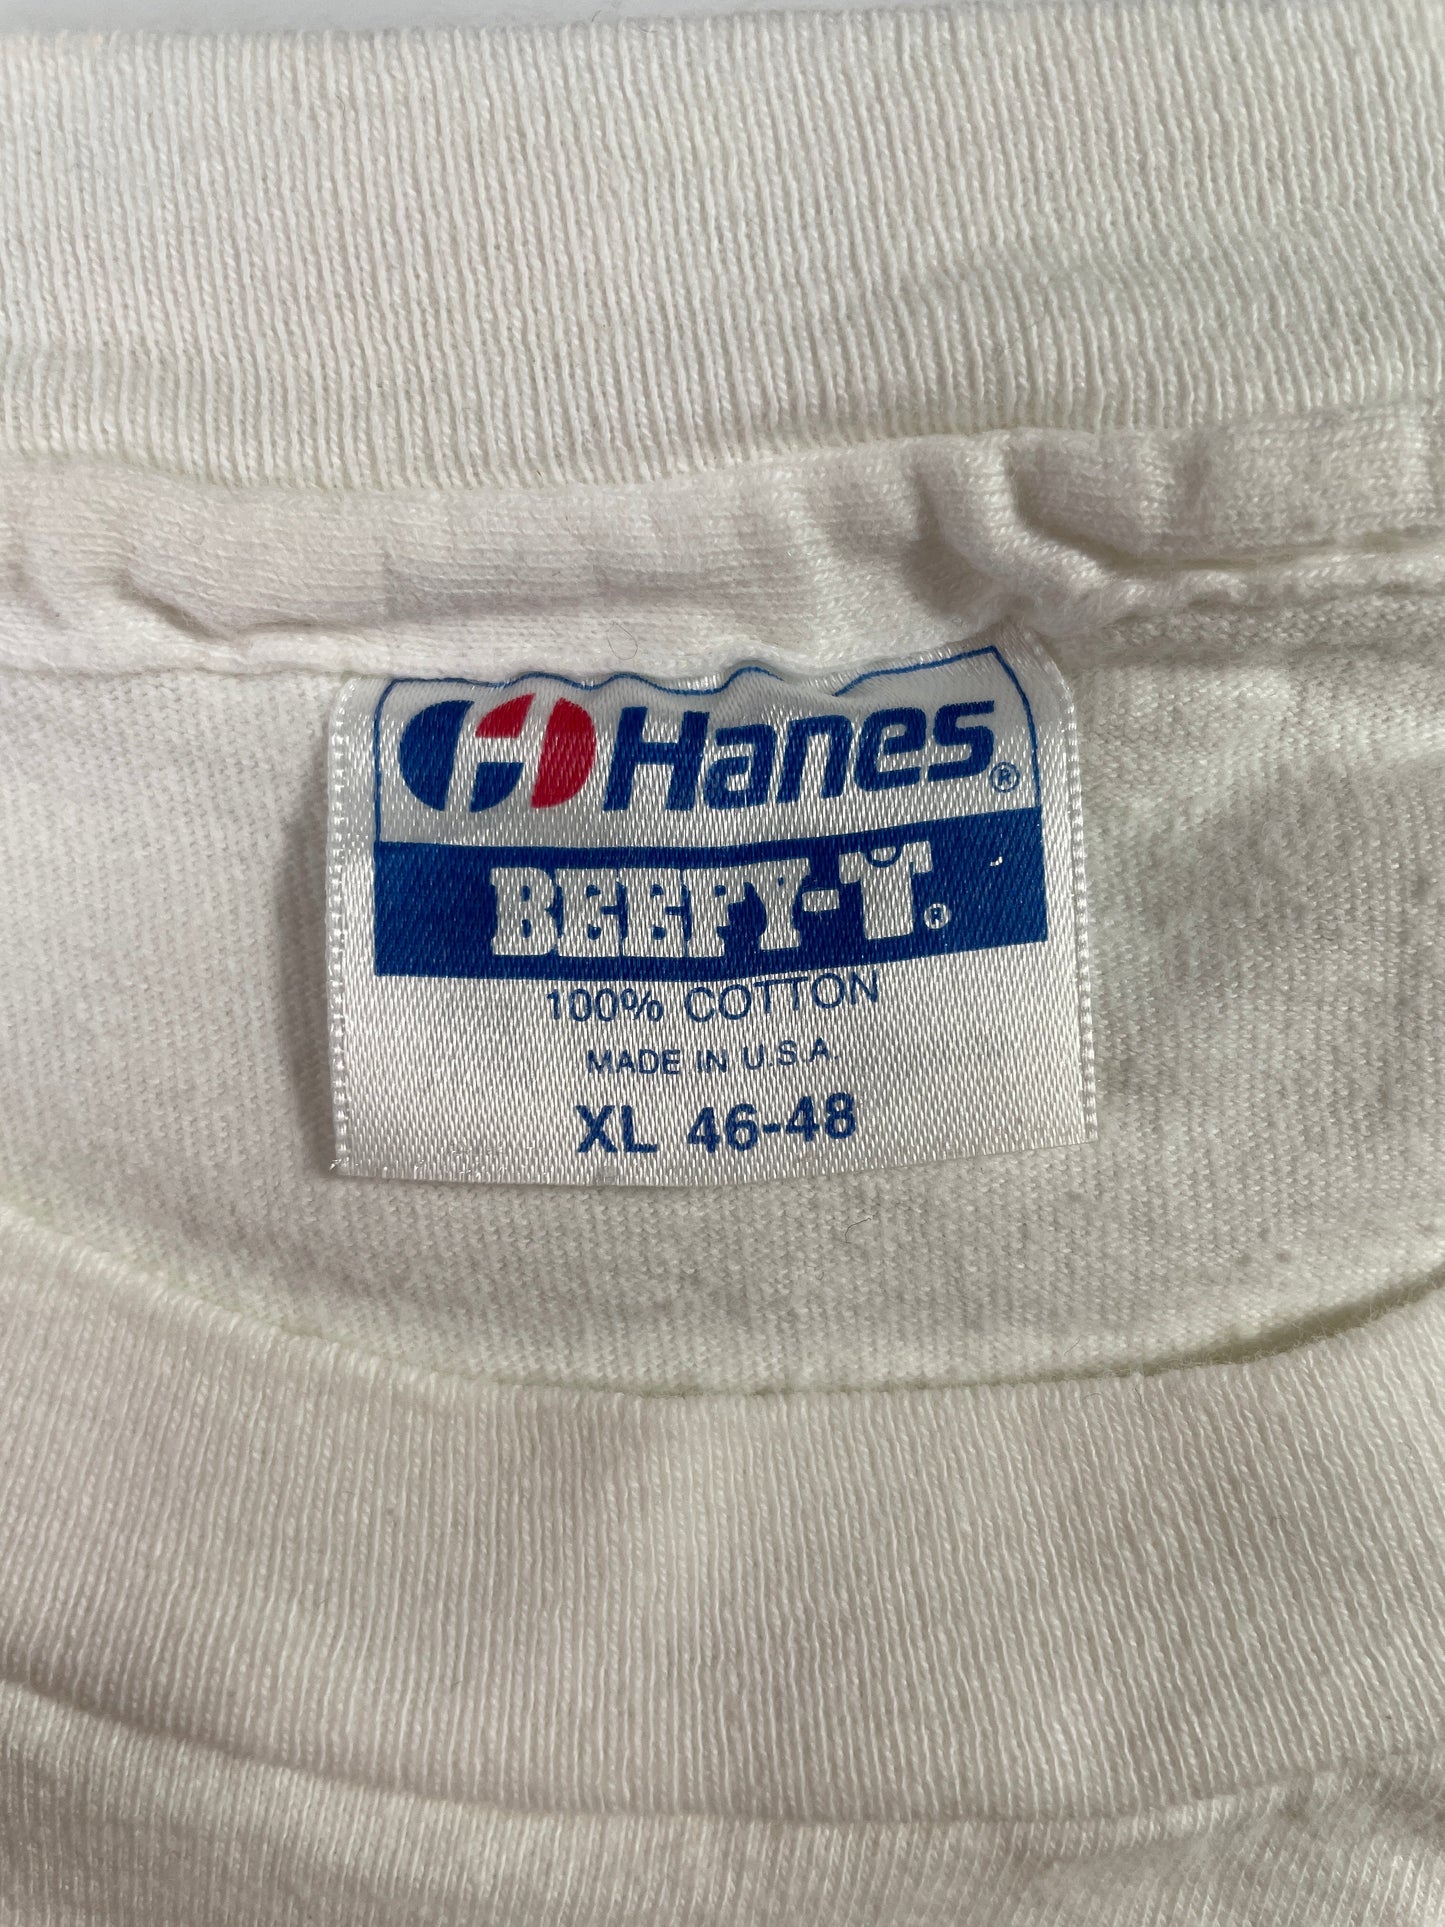 Hanes®
BEEFY-T®
100% COTTON
MADE IN U.S.A.
XL 46-48